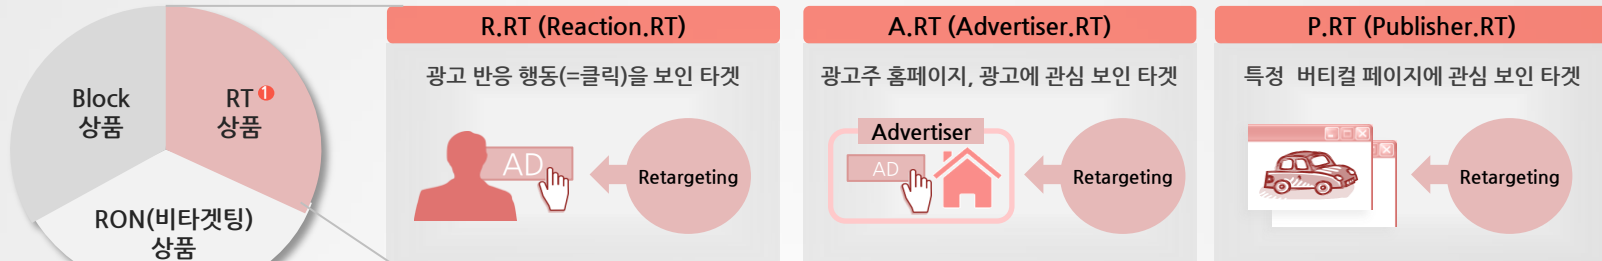 Block
상품
RT 1
상품
RON(비타겟팅)
상품
R.RT (Reaction.RT)
광고 반응 행동(=클릭)을 보인 타겟
AD
Retargeting
A.RT (Advertiser.RT)
광고주 홈페이지, 광고에 관심 보인 타겟
Advertiser
AD
Retargeting
P.RT (Publisher.RT)
특정 버티컬 페이지에 관심 보인 타겟
Retargeting